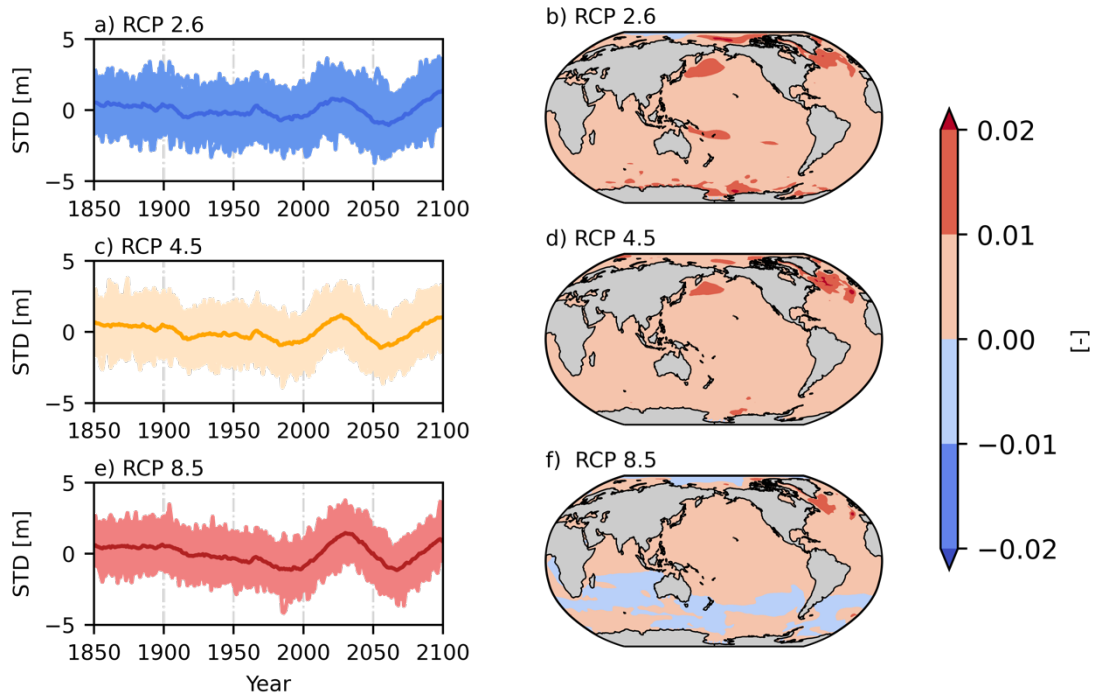 a) RCP 2.6
5
0
−5
STD [m]
1850 1900 1950 2000 2050 2100
b) RCP 2.6
c) RCP 4.5
5
0
−5
STD [m]
1850 1900 1950 2000 2050 2100
d) RCP 4.5
e) RCP 8.5
5
0
−5
STD [m]
1850 1900 1950 2000 2050 2100
Year
f) RCP 8.5
0.02
0.01
0.00
−0.01
−0.02
[-]